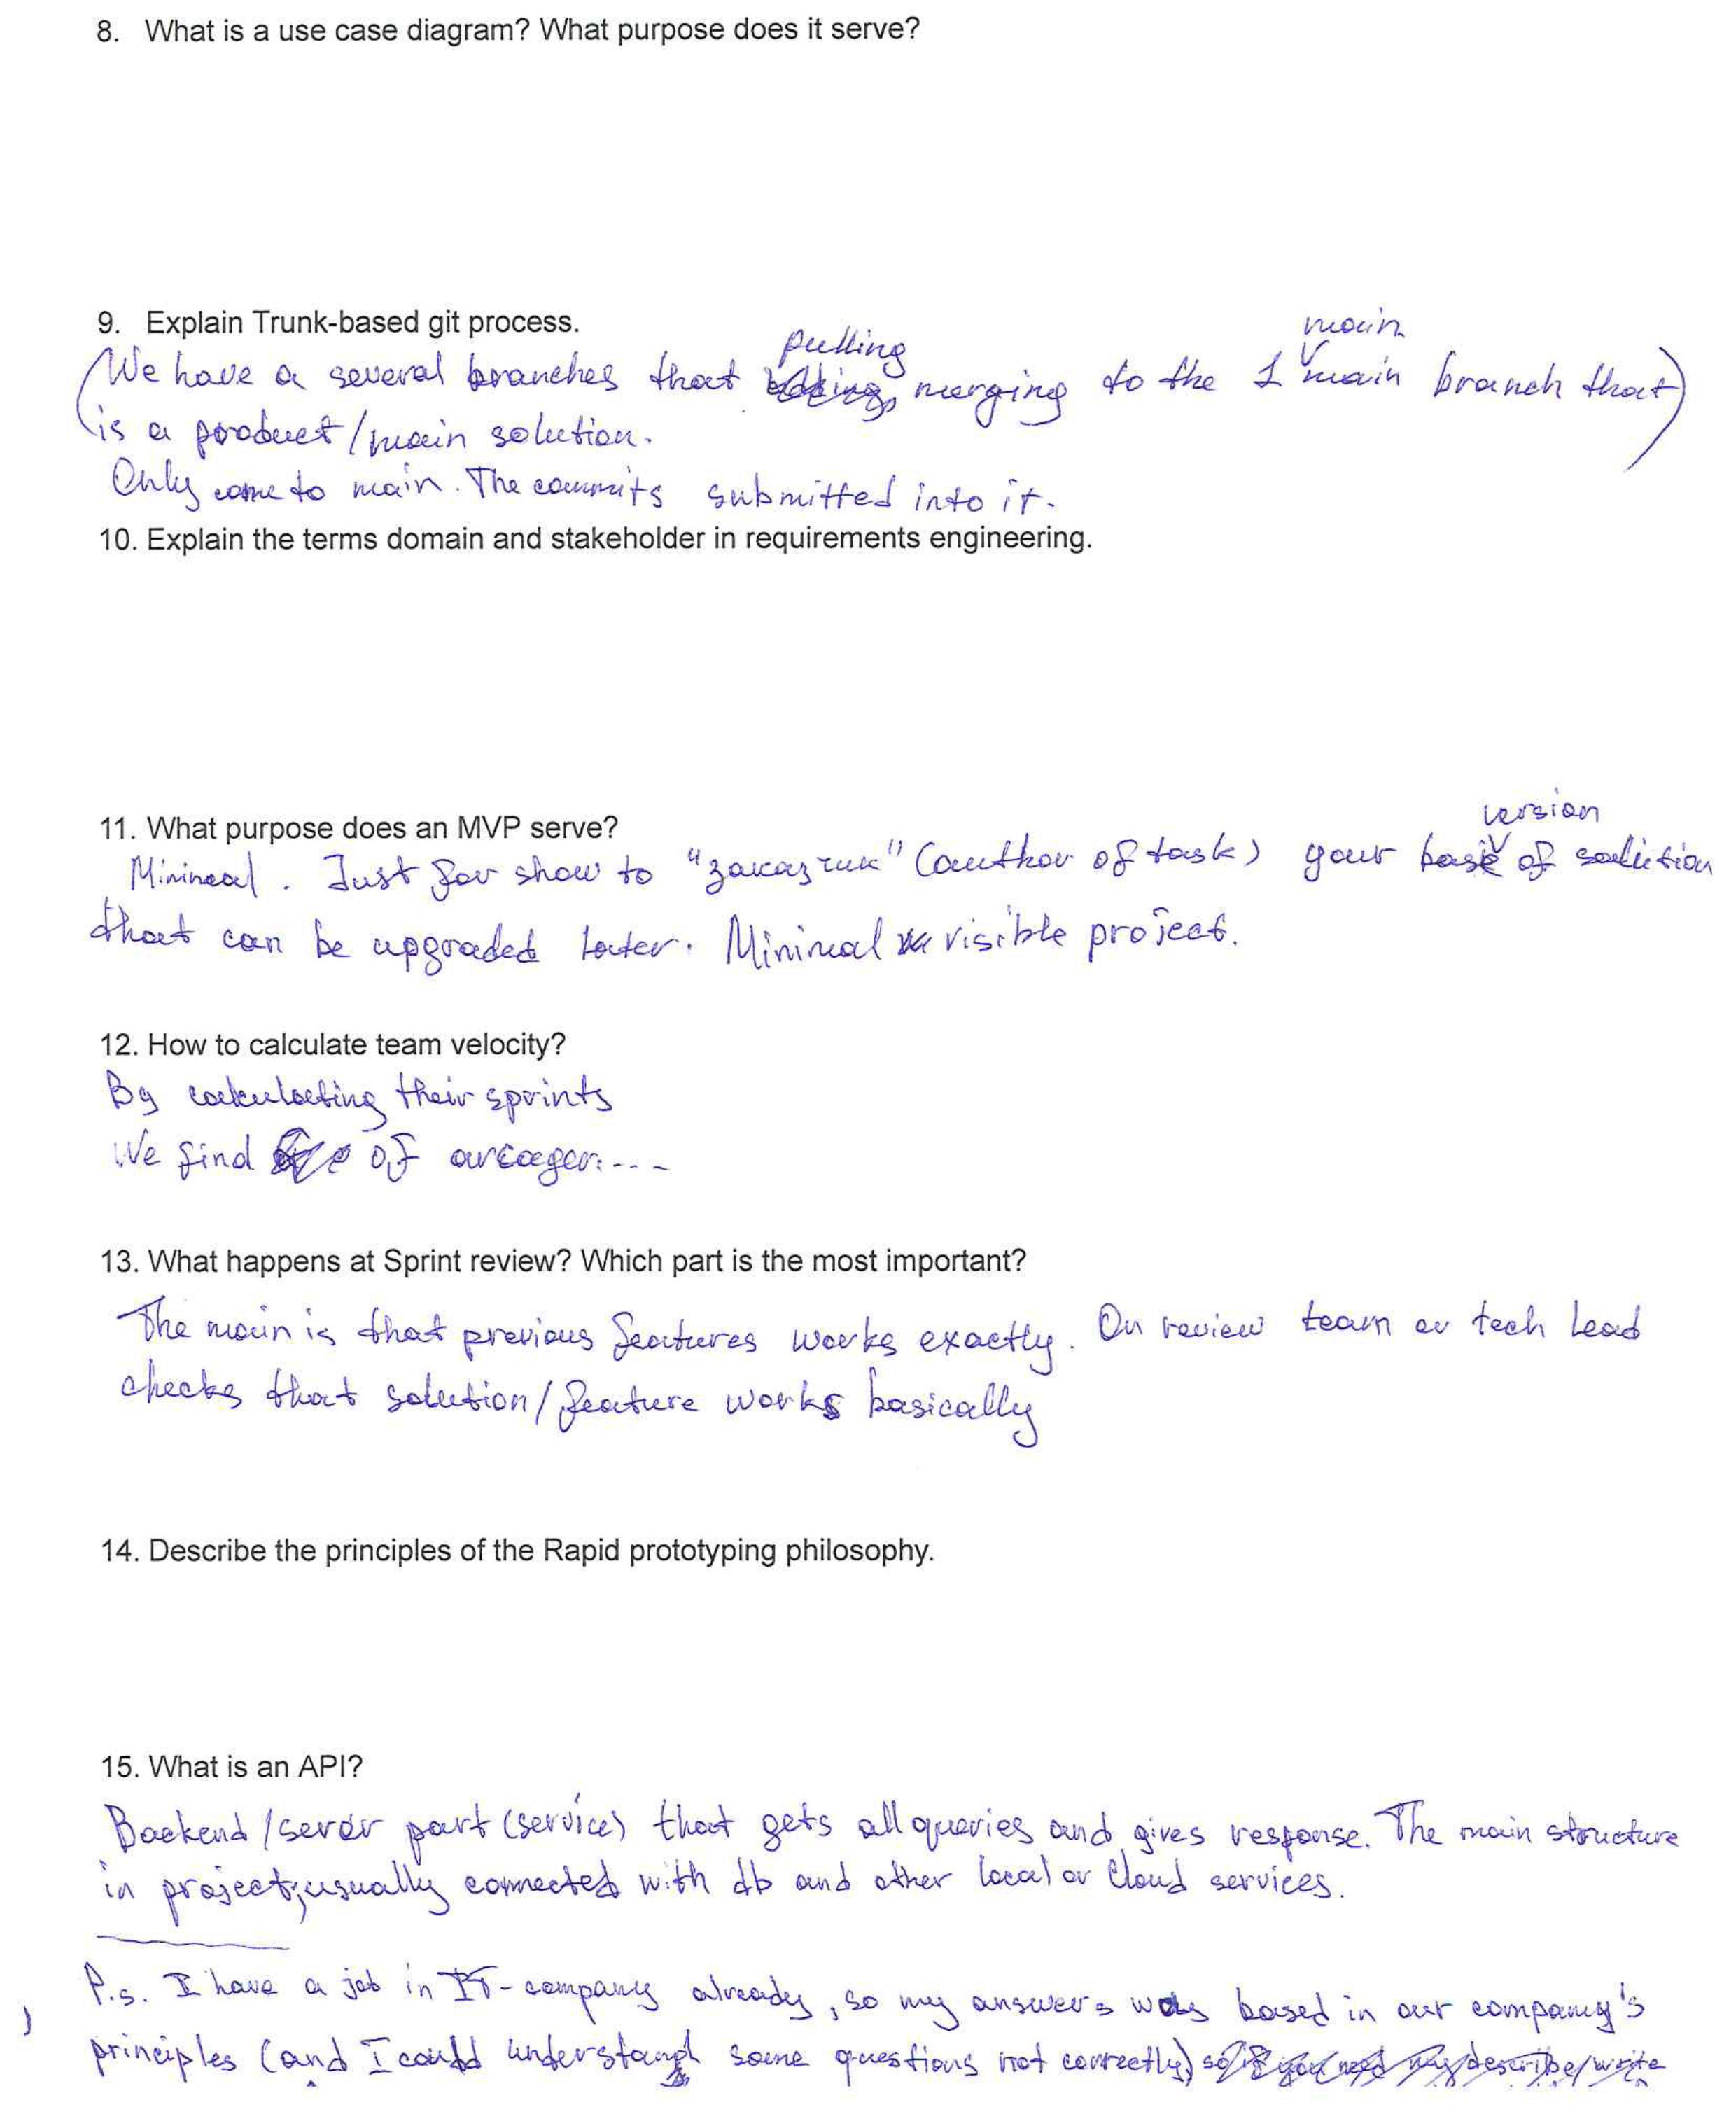 8. What is a use case diagram? What purpose does it serve?
9. Explain Trunk-based git process.
pulling main
(We have a several branches that merging to the 1 main branch that)
is a product/main solution.
Only come to main. The commits submitted into it.
10. Explain the terms domain and stakeholder in requirements engineering.
11. What purpose does an MVP serve?
version
Minimal. Just for show to "заказчик" (author of task) your basic of solution
that can be upgraded later. Minimal visible project.
12. How to calculate team velocity?
By calculating their sprints
We find of
13. What happens at Sprint review? Which part is the most important?
The main is that previous features works exactly. On review team or tech lead
checks that solution/feature works basically
14. Describe the principles of the Rapid prototyping philosophy.
15. What is an API?
Backend/server part (service) that gets all queries and gives response. The main structure
in project, usually connected with db and other local or Cloud services.
P.s. I have a job in IT-company already, so my answers was based in our company's
principles (and I could understand some questions not correctly) so if you need my describe/write